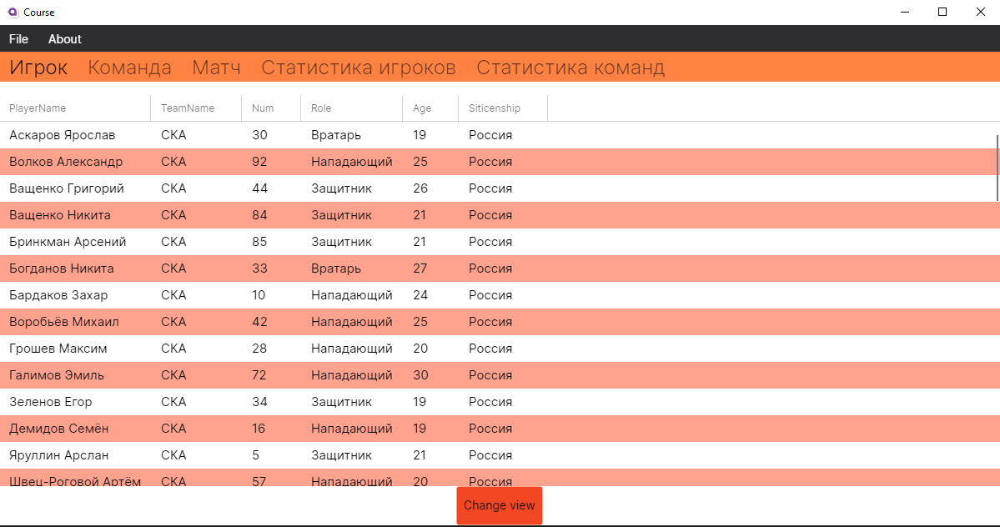 Course
File About
Игрок Команда Матч Статистика игроков Статистика команд
PlayerName TeamName Num Role Age Siticenship
Аскаров Ярослав СКА 30 Вратарь 19 Россия
Волков Александр СКА 92 Нападающий 25 Россия
Ващенко Григорий СКА 44 Защитник 26 Россия
Ващенко Никита СКА 84 Защитник 21 Россия
Бринкман Арсений СКА 85 Защитник 21 Россия
Богданов Никита СКА 33 Вратарь 27 Россия
Бардаков Захар СКА 10 Нападающий 24 Россия
Воробьёв Михаил СКА 42 Нападающий 25 Россия
Грошев Максим СКА 28 Нападающий 20 Россия
Галимов Эмиль СКА 72 Нападающий 30 Россия
Зеленов Егор СКА 34 Защитник 19 Россия
Демидов Семён СКА 16 Нападающий 19 Россия
Яруллин Арслан СКА 5 Защитник 21 Россия
Швец-Роговой Артём СКА 57 Нападающий 20 Россия
Change view